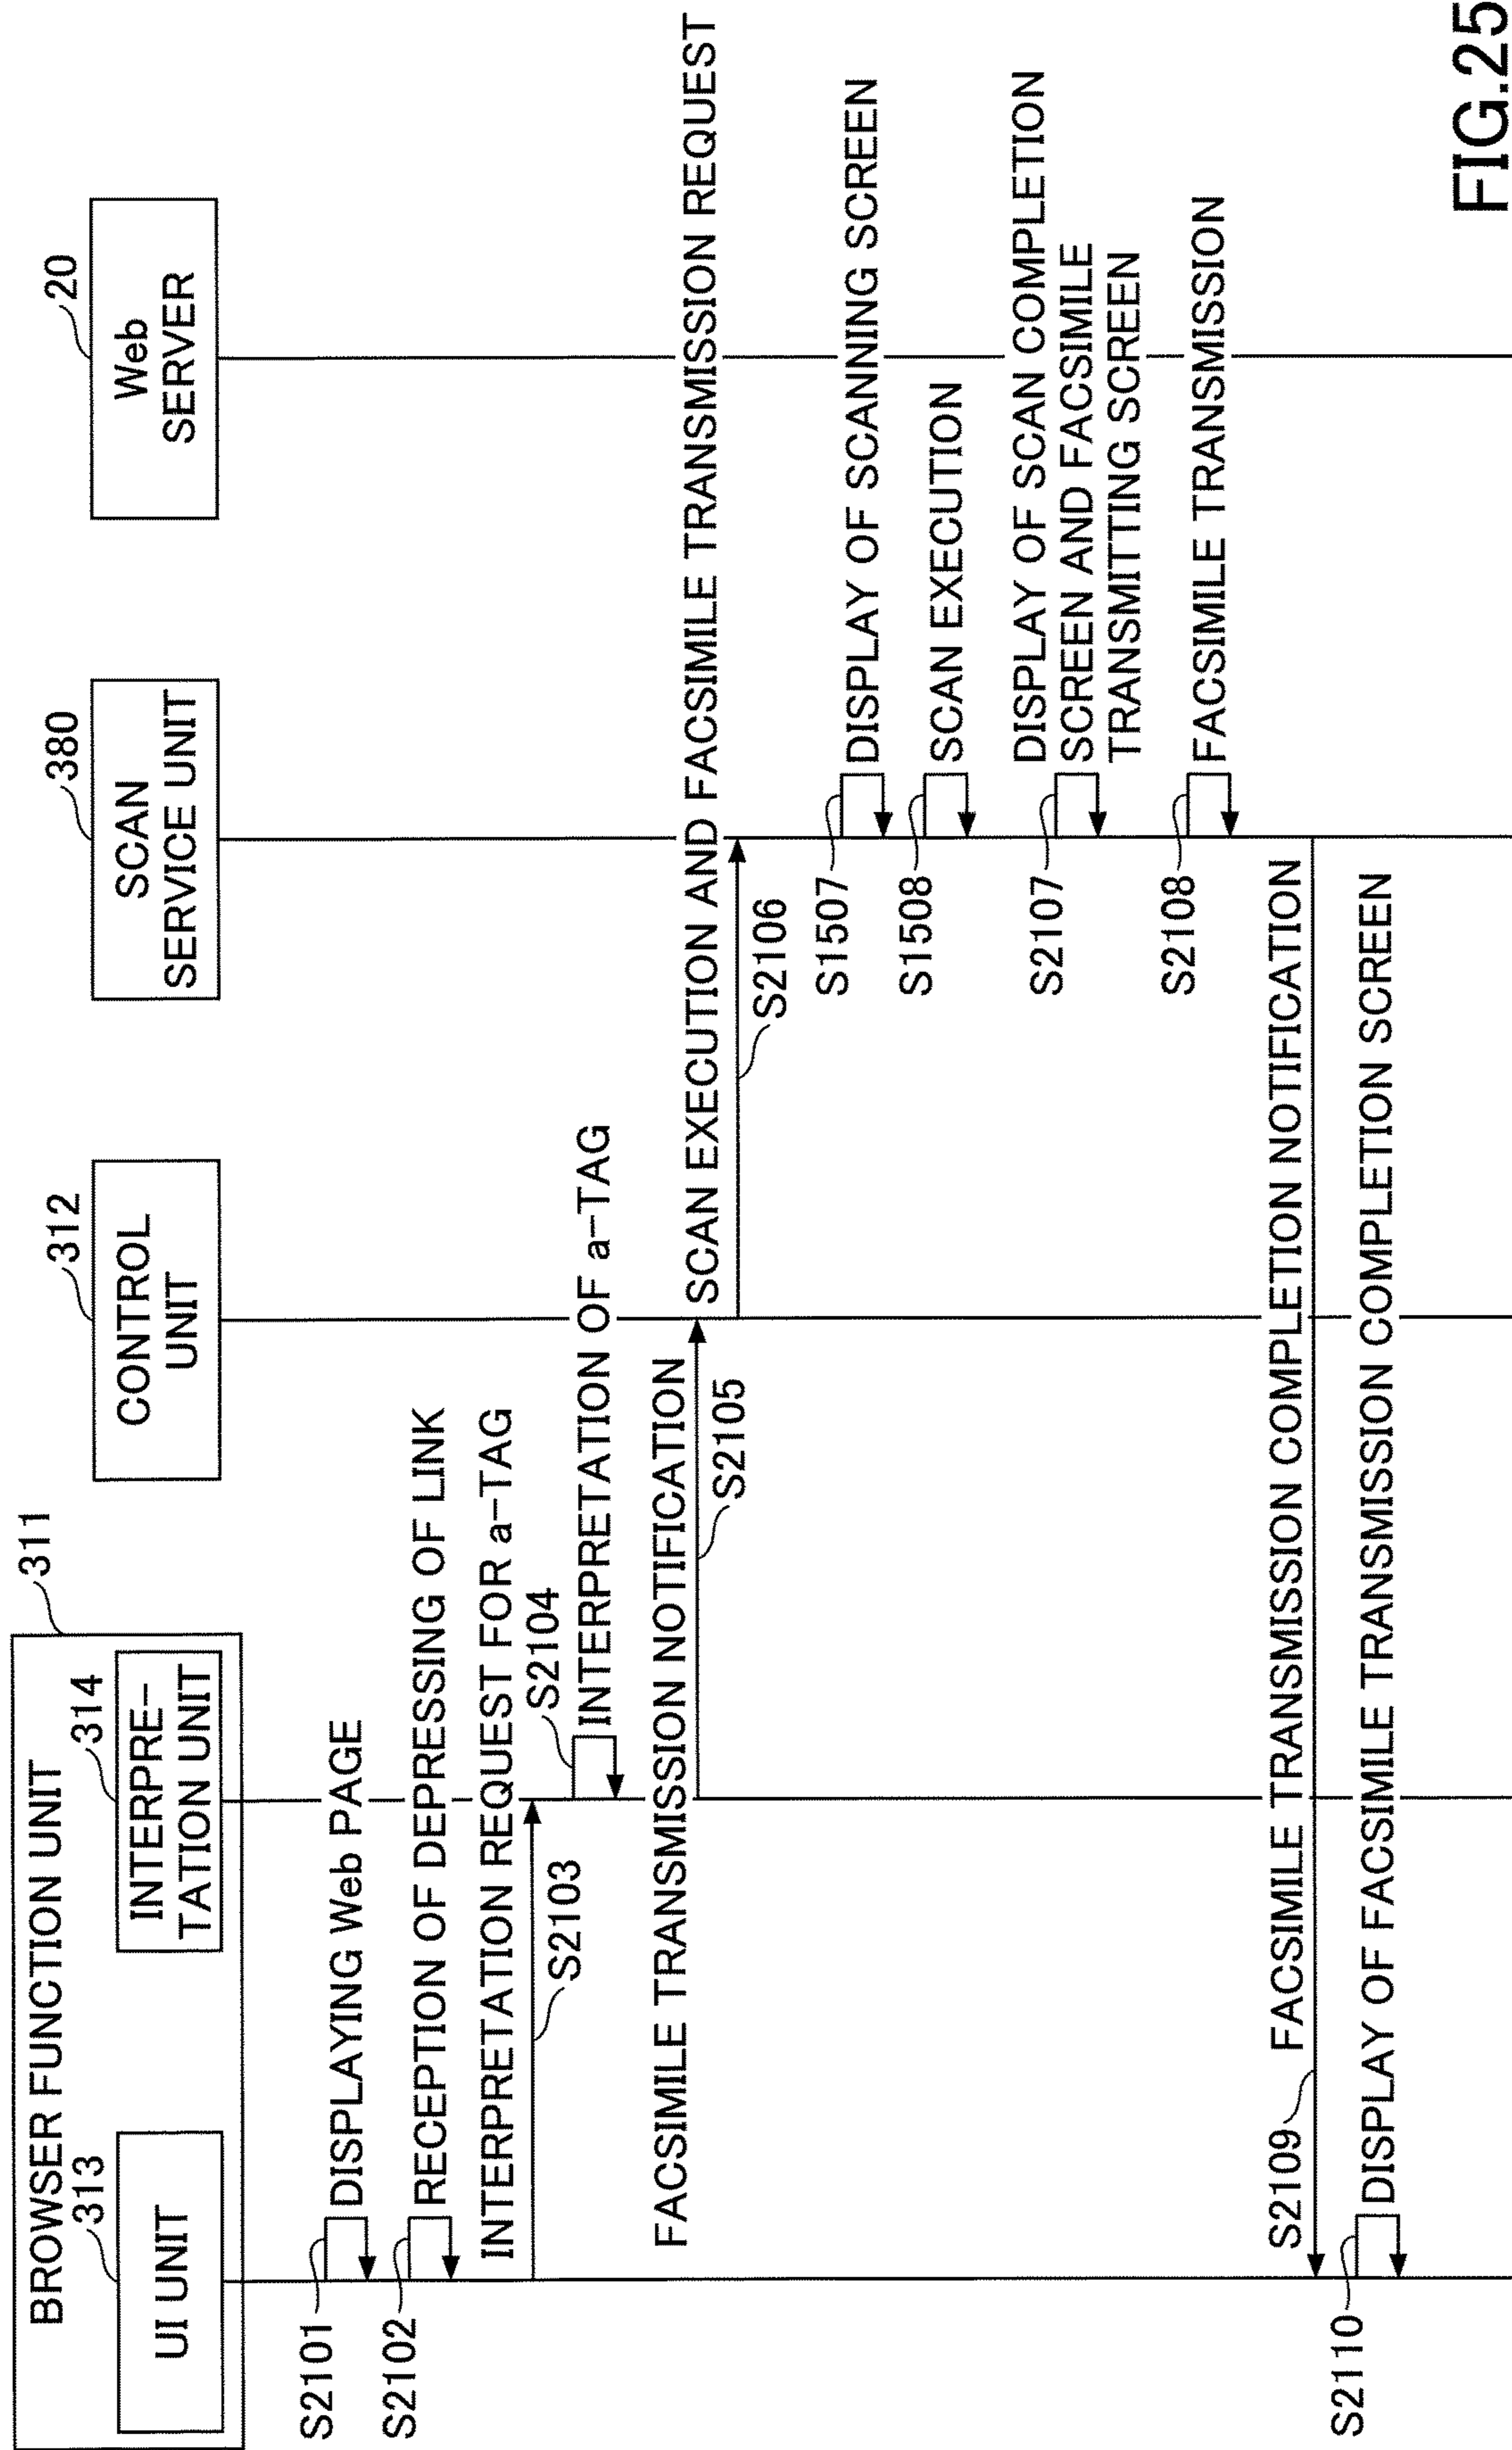 BROWSER FUNCTION UNIT
311
313
UI UNIT
314
INTERPRE-
TATION UNIT
312
CONTROL
UNIT
380
SCAN
SERVICE UNIT
20
Web
SERVER
S2101
DISPLAYING Web PAGE
S2102
RECEPTION OF DEPRESSING OF LINK
INTERPRETATION REQUEST FOR a-TAG
S2103
S2104
INTERPRETATION OF a-TAG
FACSIMILE TRANSMISSION NOTIFICATION
S2105
SCAN EXECUTION AND FACSIMILE TRANSMISSION REQUEST
S2106
S1507
DISPLAY OF SCANNING SCREEN
S1508
SCAN EXECUTION
S2107
DISPLAY OF SCAN COMPLETION
SCREEN AND FACSIMILE
TRANSMITTING SCREEN
S2108
FACSIMILE TRANSMISSION
S2109
FACSIMILE TRANSMISSION COMPLETION NOTIFICATION
S2110
DISPLAY OF FACSIMILE TRANSMISSION COMPLETION SCREEN
FIG.25